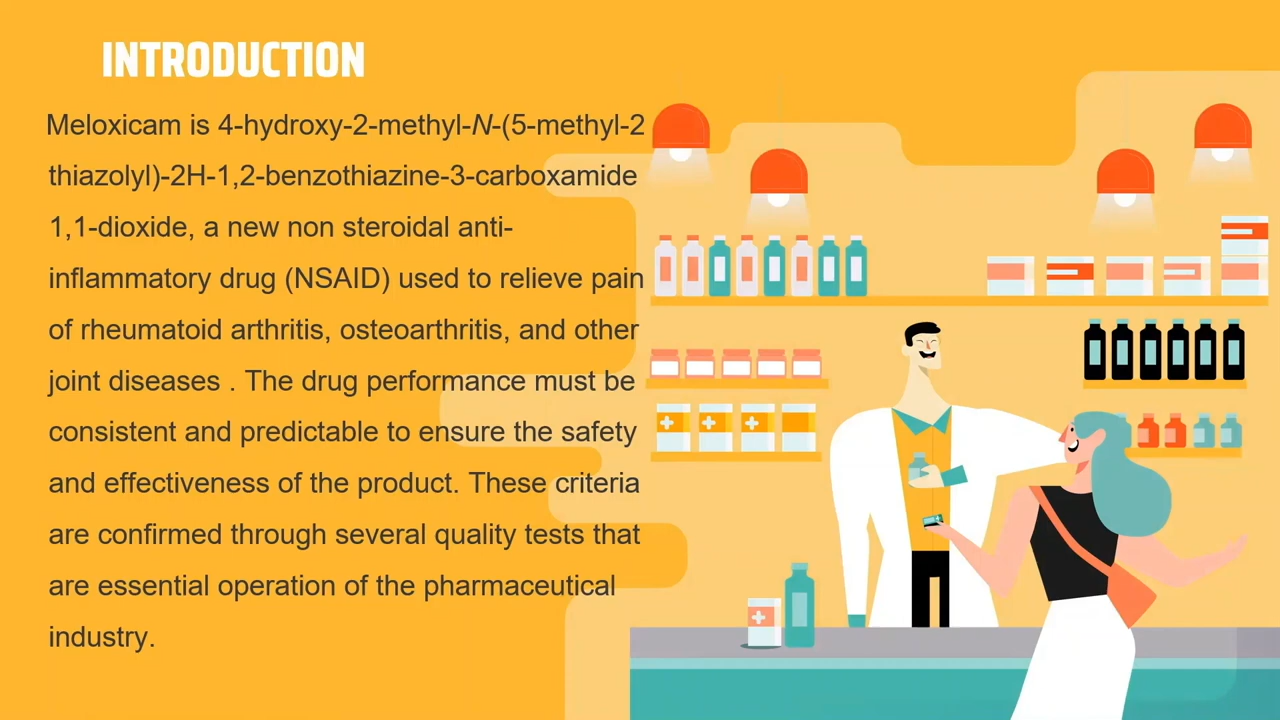 INTRODUCTION
Meloxicam is 4-hydroxy-2-methyl-N-(5-methyl-2
thiazolyl)-2H-1,2-benzothiazine-3-carboxamide
1,1-dioxide, a new non steroidal anti-
inflammatory drug (NSAID) used to relieve pain
of rheumatoid arthritis, osteoarthritis, and other
joint diseases . The drug performance must be
consistent and predictable to ensure the safety
and effectiveness of the product. These criteria
are confirmed through several quality tests that
are essential operation of the pharmaceutical
industry.